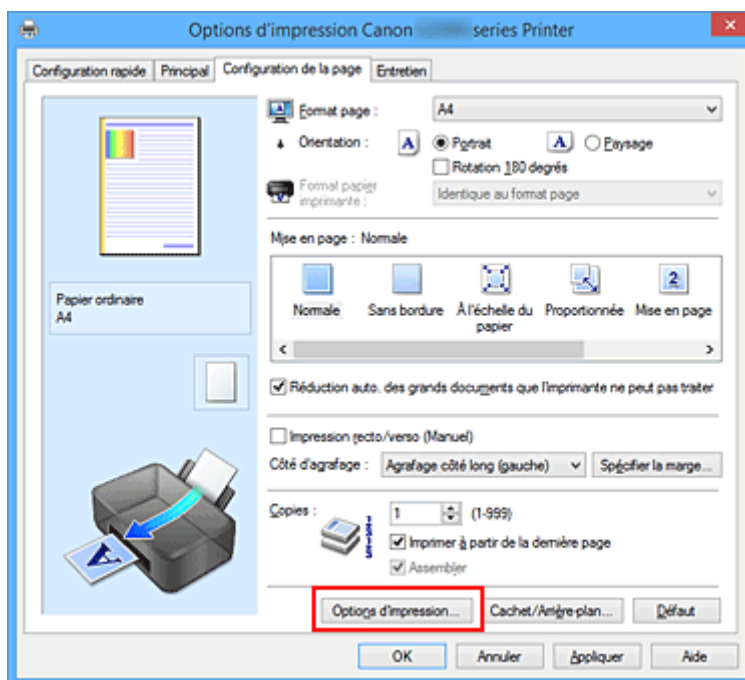 Options d'impression Canon series Printer
Configuration rapide Principal Configuration de la page Entretien
Format page : A4
Orientation : A Portrait A Paysage
Rotation 180 degrés
Format papier imprimante : Identique au format page
Mise en page : Normale
Normale Sans bordure À l'échelle du papier Proportionnée 2 Mise en page
Papier ordinaire
A4
Réduction auto. des grands documents que l'imprimante ne peut pas traiter
Impression recto/verso (Manuel)
Côté d'agrafage : Agrafage côté long (gauche) Spécifier la marge...
Copies : 1 (1-999)
Imprimer à partir de la dernière page
Assembler
Options d'impression... Cachet/Arrière-plan... Défaut
OK Annuler Appliquer Aide